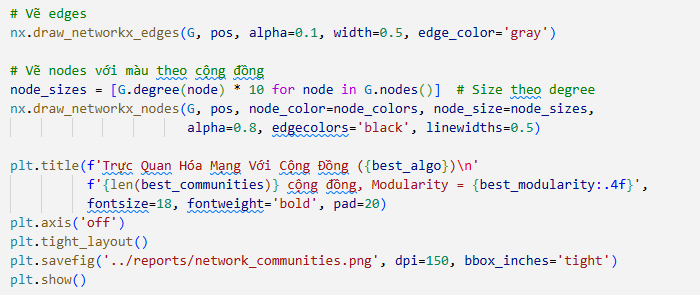 # Vẽ edges
nx.draw_networkx_edges(G, pos, alpha=0.1, width=0.5, edge_color='gray')
# Vẽ nodes với màu theo cộng đồng
node_sizes = [G.degree(node) * 10 for node in G.nodes()]  # Size theo degree
nx.draw_networkx_nodes(G, pos, node_color=node_colors, node_size=node_sizes,
                       alpha=0.8, edgecolors='black', linewidths=0.5)
plt.title(f'Trực Quan Hóa Mạng Với Cộng Đồng ({best_algo})\n'
          f'{len(best_communities)} cộng đồng, Modularity = {best_modularity:.4f}',
          fontsize=18, fontweight='bold', pad=20)
plt.axis('off')
plt.tight_layout()
plt.savefig('../reports/network_communities.png', dpi=150, bbox_inches='tight')
plt.show()